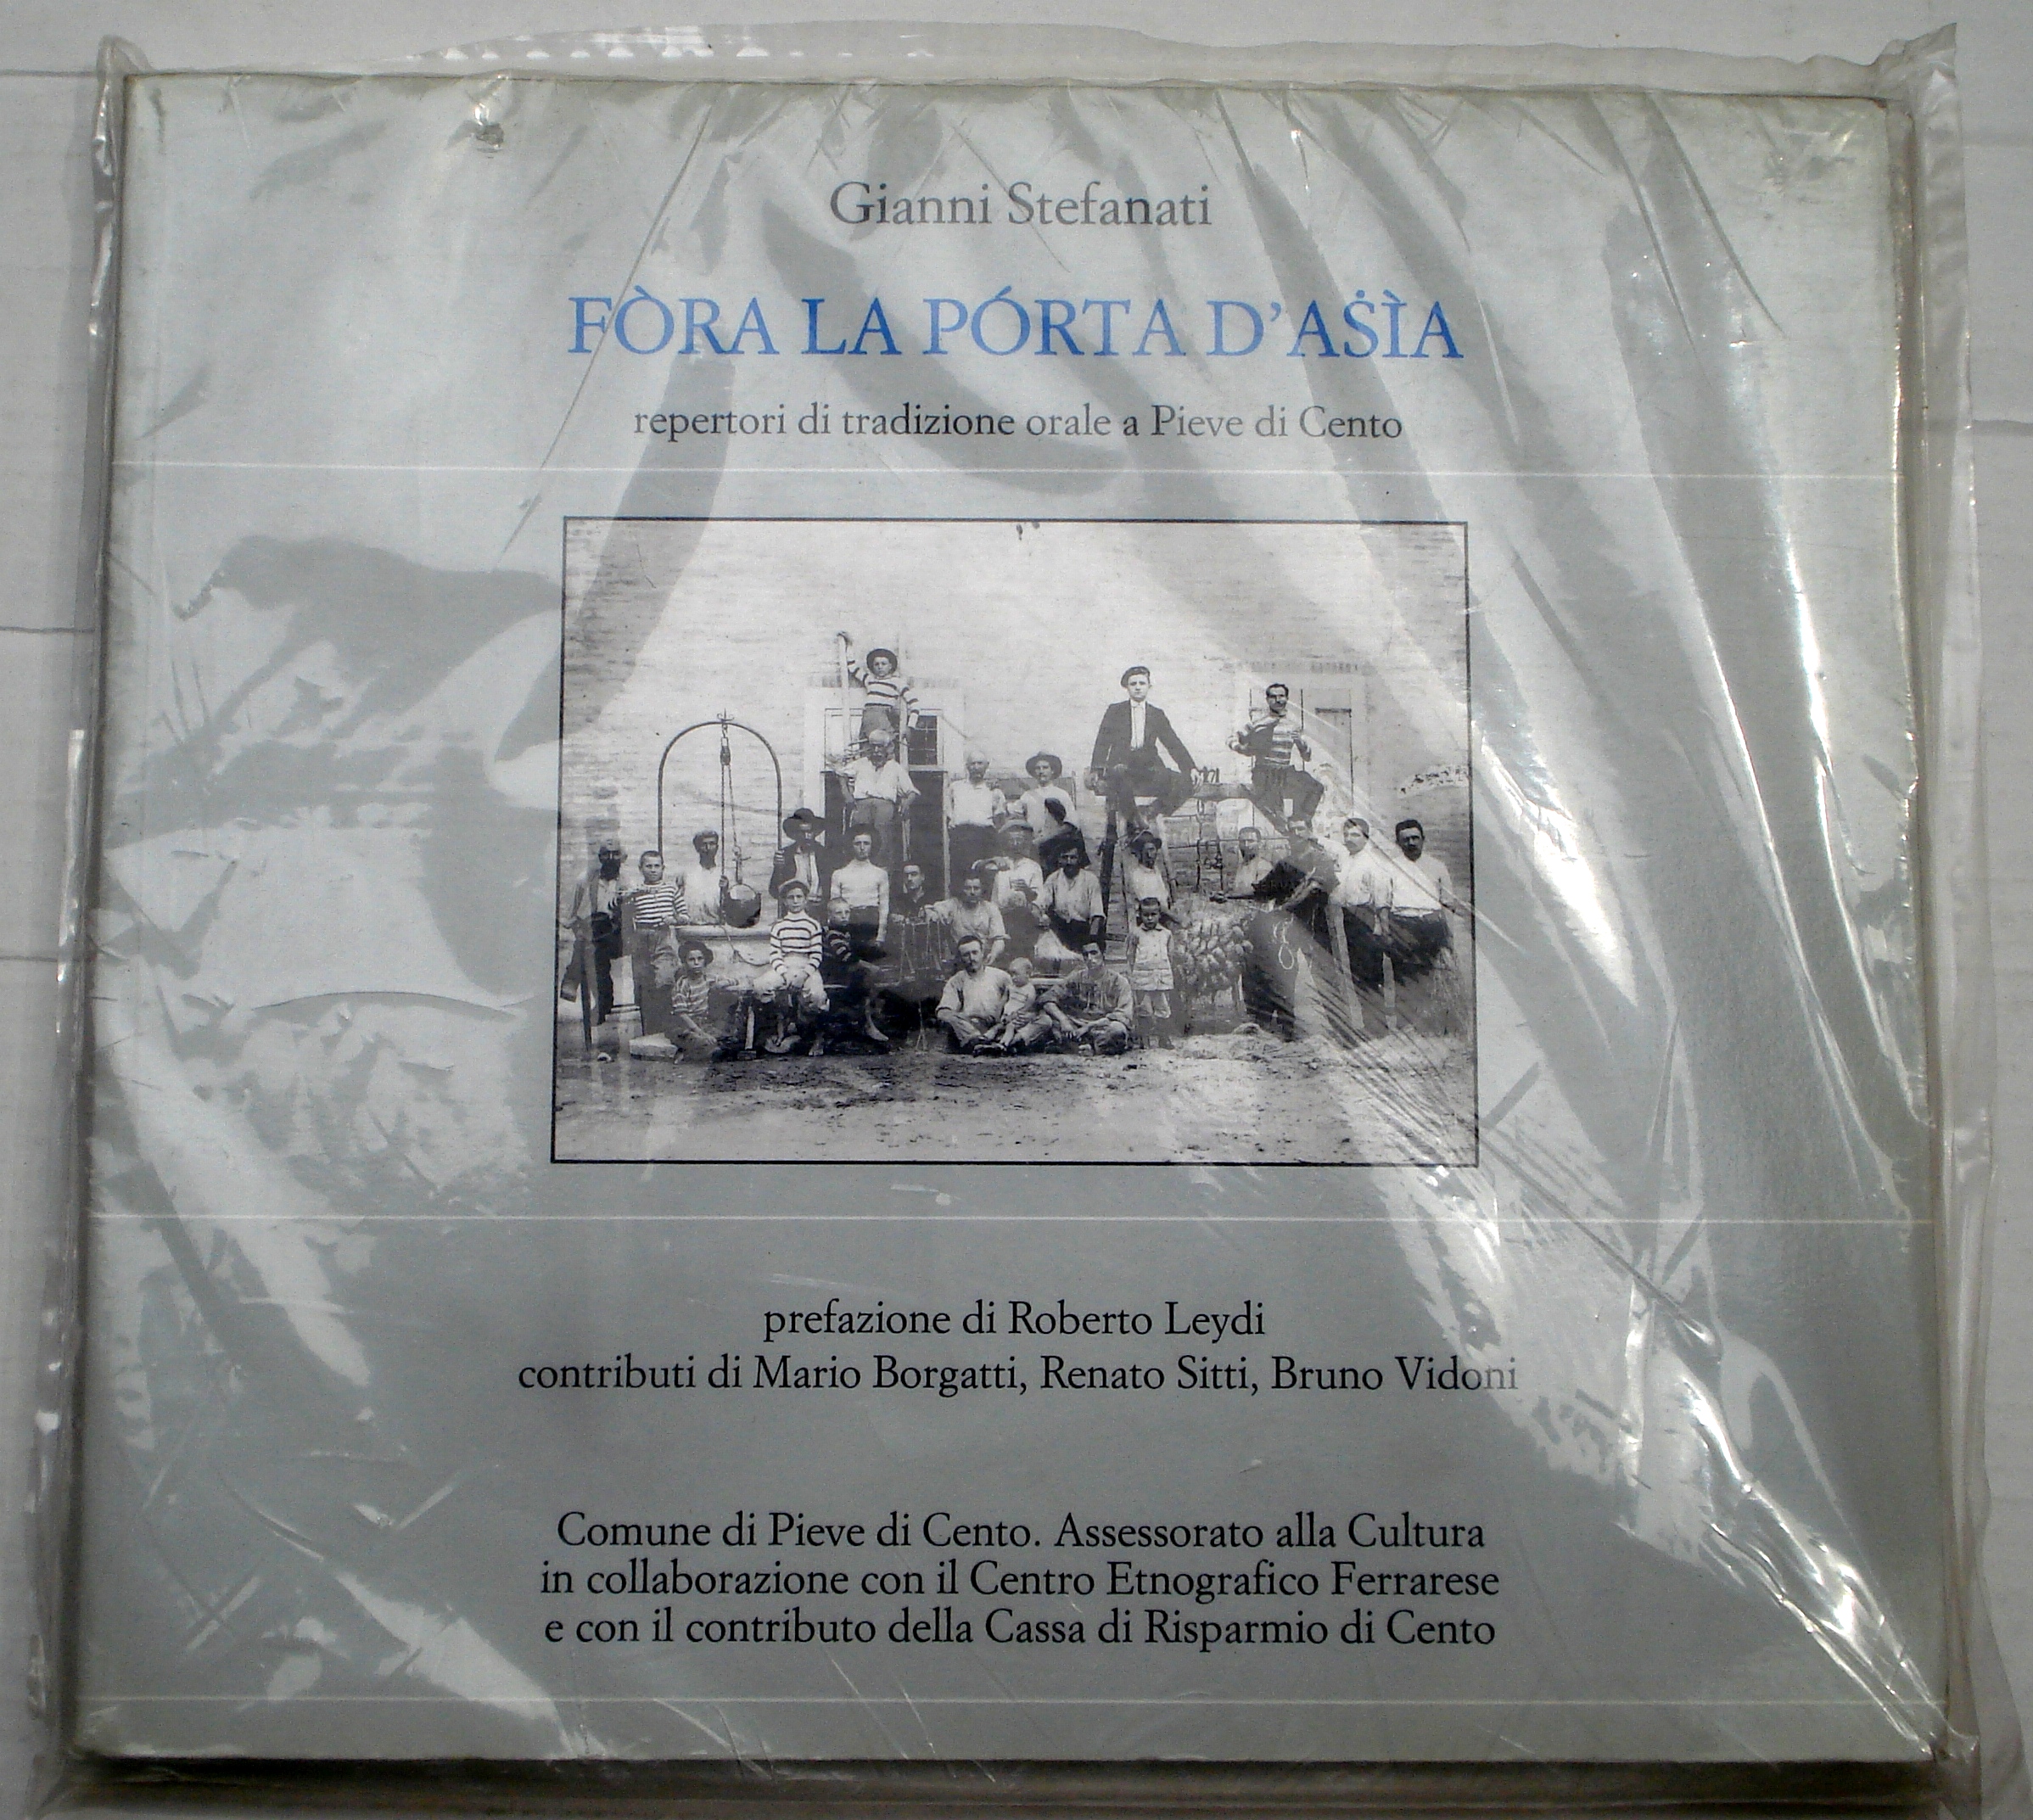 Gianni Stefanati
FÒRA LA PÓRTA D'AṠÌA
repertori di tradizione orale a Pieve di Cento
prefazione di Roberto Leydi
contributi di Mario Borgatti, Renato Sitti, Bruno Vidoni
Comune di Pieve di Cento. Assessorato alla Cultura
in collaborazione con il Centro Etnografico Ferrarese
e con il contributo della Cassa di Risparmio di Cento